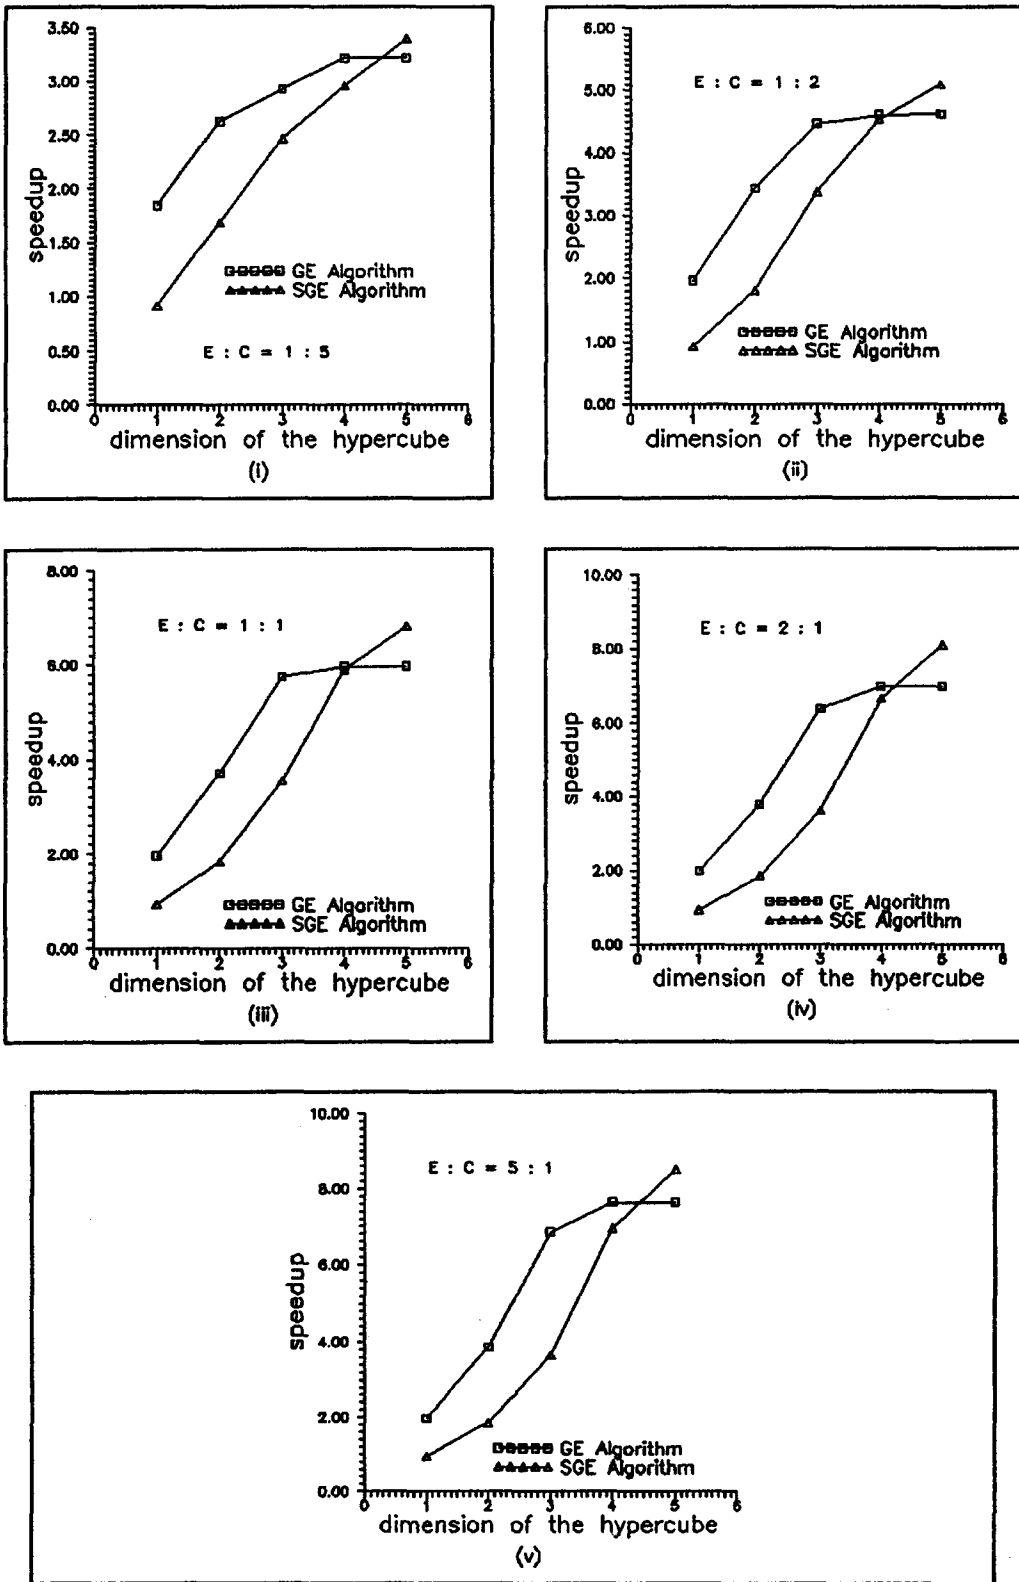 3.50
3.00
2.50
2.00
1.50
1.00
0.50
0.00
speedup
GE Algorithm
SGE Algorithm
E : C = 1 : 5
0 1 2 3 4 5 6
dimension of the hypercube
(i)
6.00
5.00
4.00
3.00
2.00
1.00
0.00
speedup
E : C = 1 : 2
GE Algorithm
SGE Algorithm
0 1 2 3 4 5 6
dimension of the hypercube
(ii)
8.00
6.00
4.00
2.00
0.00
speedup
E : C = 1 : 1
GE Algorithm
SGE Algorithm
0 1 2 3 4 5 6
dimension of the hypercube
(iii)
10.00
8.00
6.00
4.00
2.00
0.00
speedup
E : C = 2 : 1
GE Algorithm
SGE Algorithm
0 1 2 3 4 5 6
dimension of the hypercube
(iv)
10.00
8.00
6.00
4.00
2.00
0.00
speedup
E : C = 5 : 1
GE Algorithm
SGE Algorithm
0 1 2 3 4 5 6
dimension of the hypercube
(v)